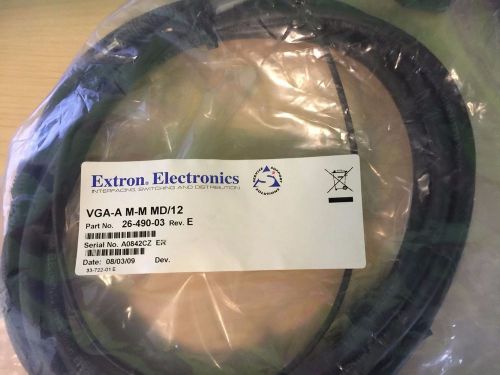 Extron. Electronics
INTERFACING, SWITCHING AND DISTRIBUTION
VGA-A M-M MD/12
Part No. 26-490-03 Rev. E
Serial No. A0842CZ ER
Date: 08/03/09 Dev.
33-722-01 E